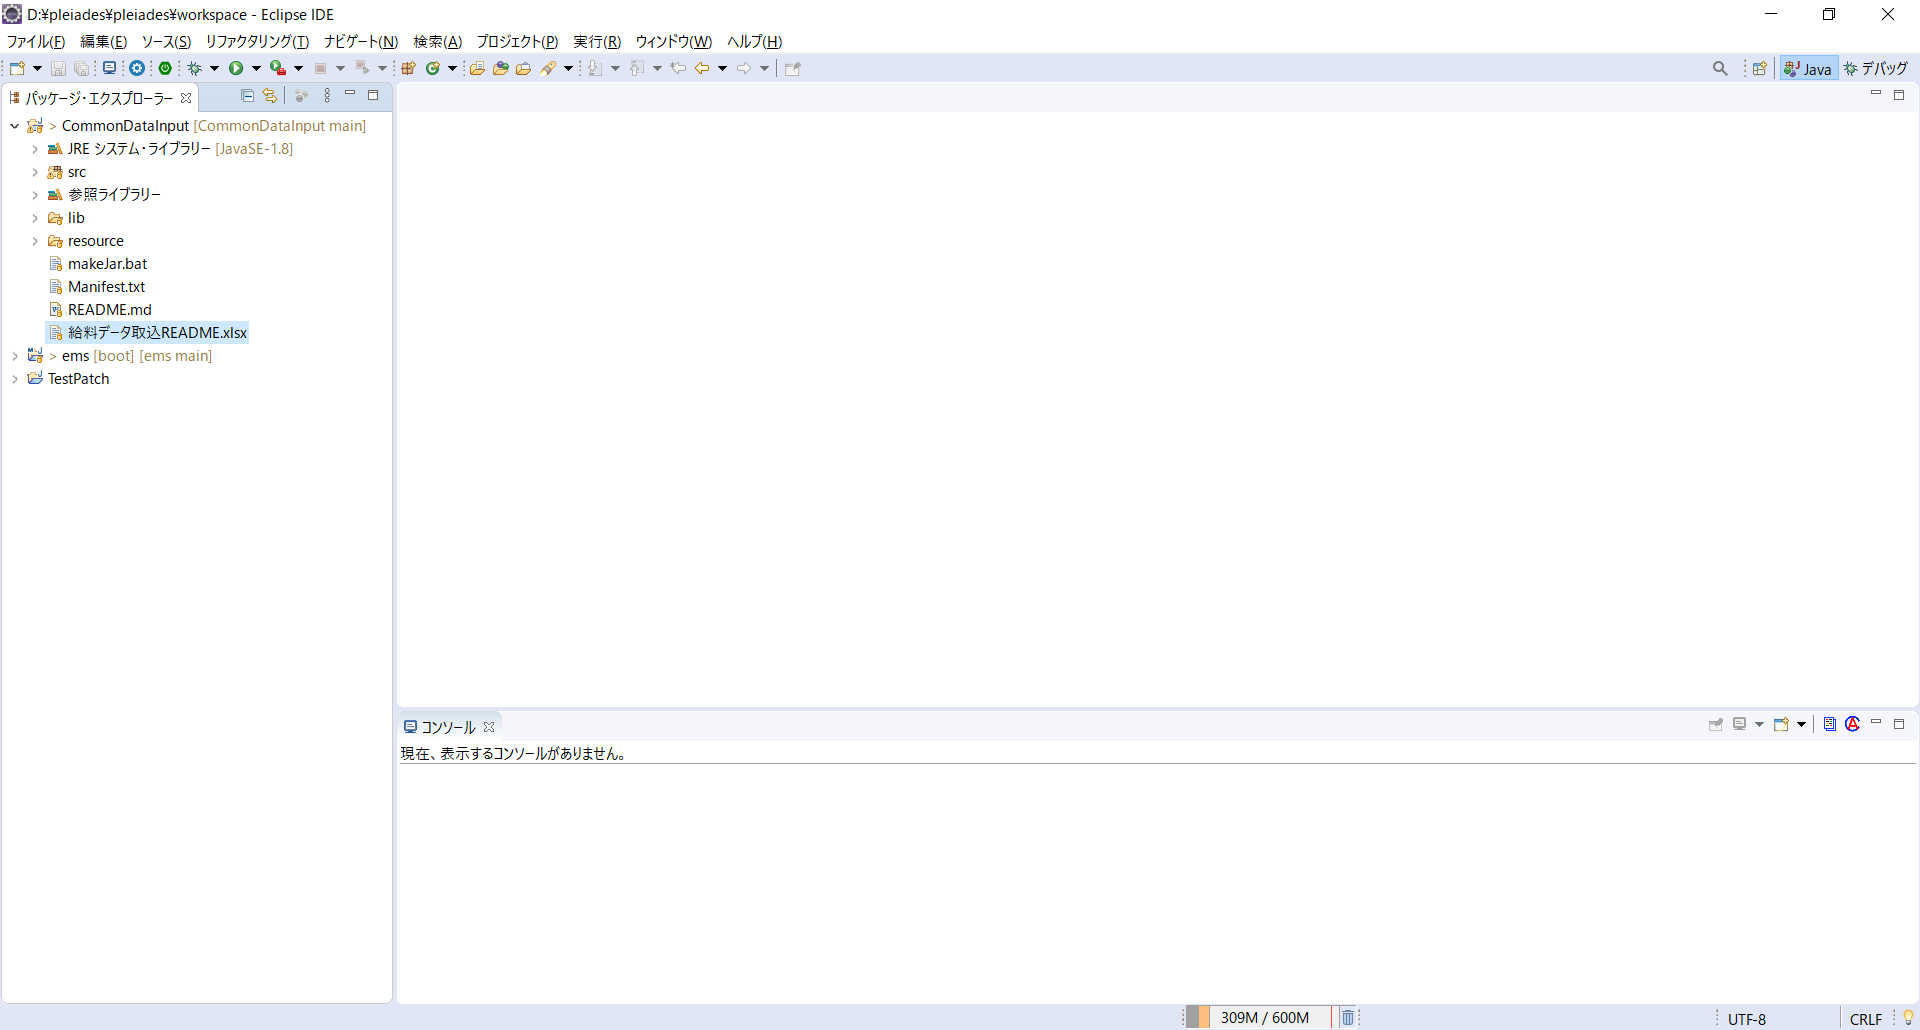 D:¥pleiades¥pleiades¥workspace - Eclipse IDE
ファイル(F) 編集(E) ソース(S) リファクタリング(T) ナビゲート(N) 検索(A) プロジェクト(P) 実行(R) ウィンドウ(W) ヘルプ(H)
Java デバッグ
パッケージ・エクスプローラー
> CommonDataInput [CommonDataInput main]
JRE システム・ライブラリー [JavaSE-1.8]
src
参照ライブラリー
lib
resource
makeJar.bat
Manifest.txt
README.md
給料データ取込README.xlsx
> ems [boot] [ems main]
TestPatch
コンソール
現在、表示するコンソールがありません。
309M / 600M UTF-8 CRLF